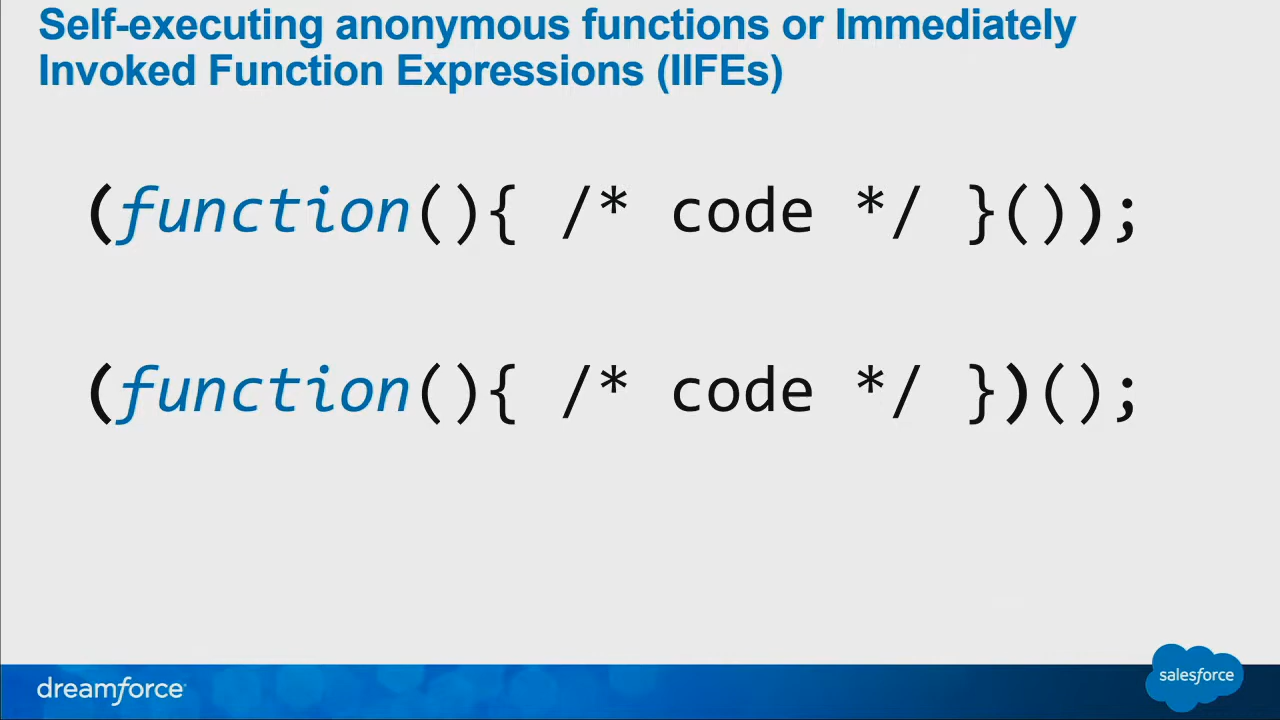 Self-executing anonymous functions or Immediately
Invoked Function Expressions (IIFEs)
(function(){ /* code */ }());
(function(){ /* code */ })();
dreamforce
salesforce